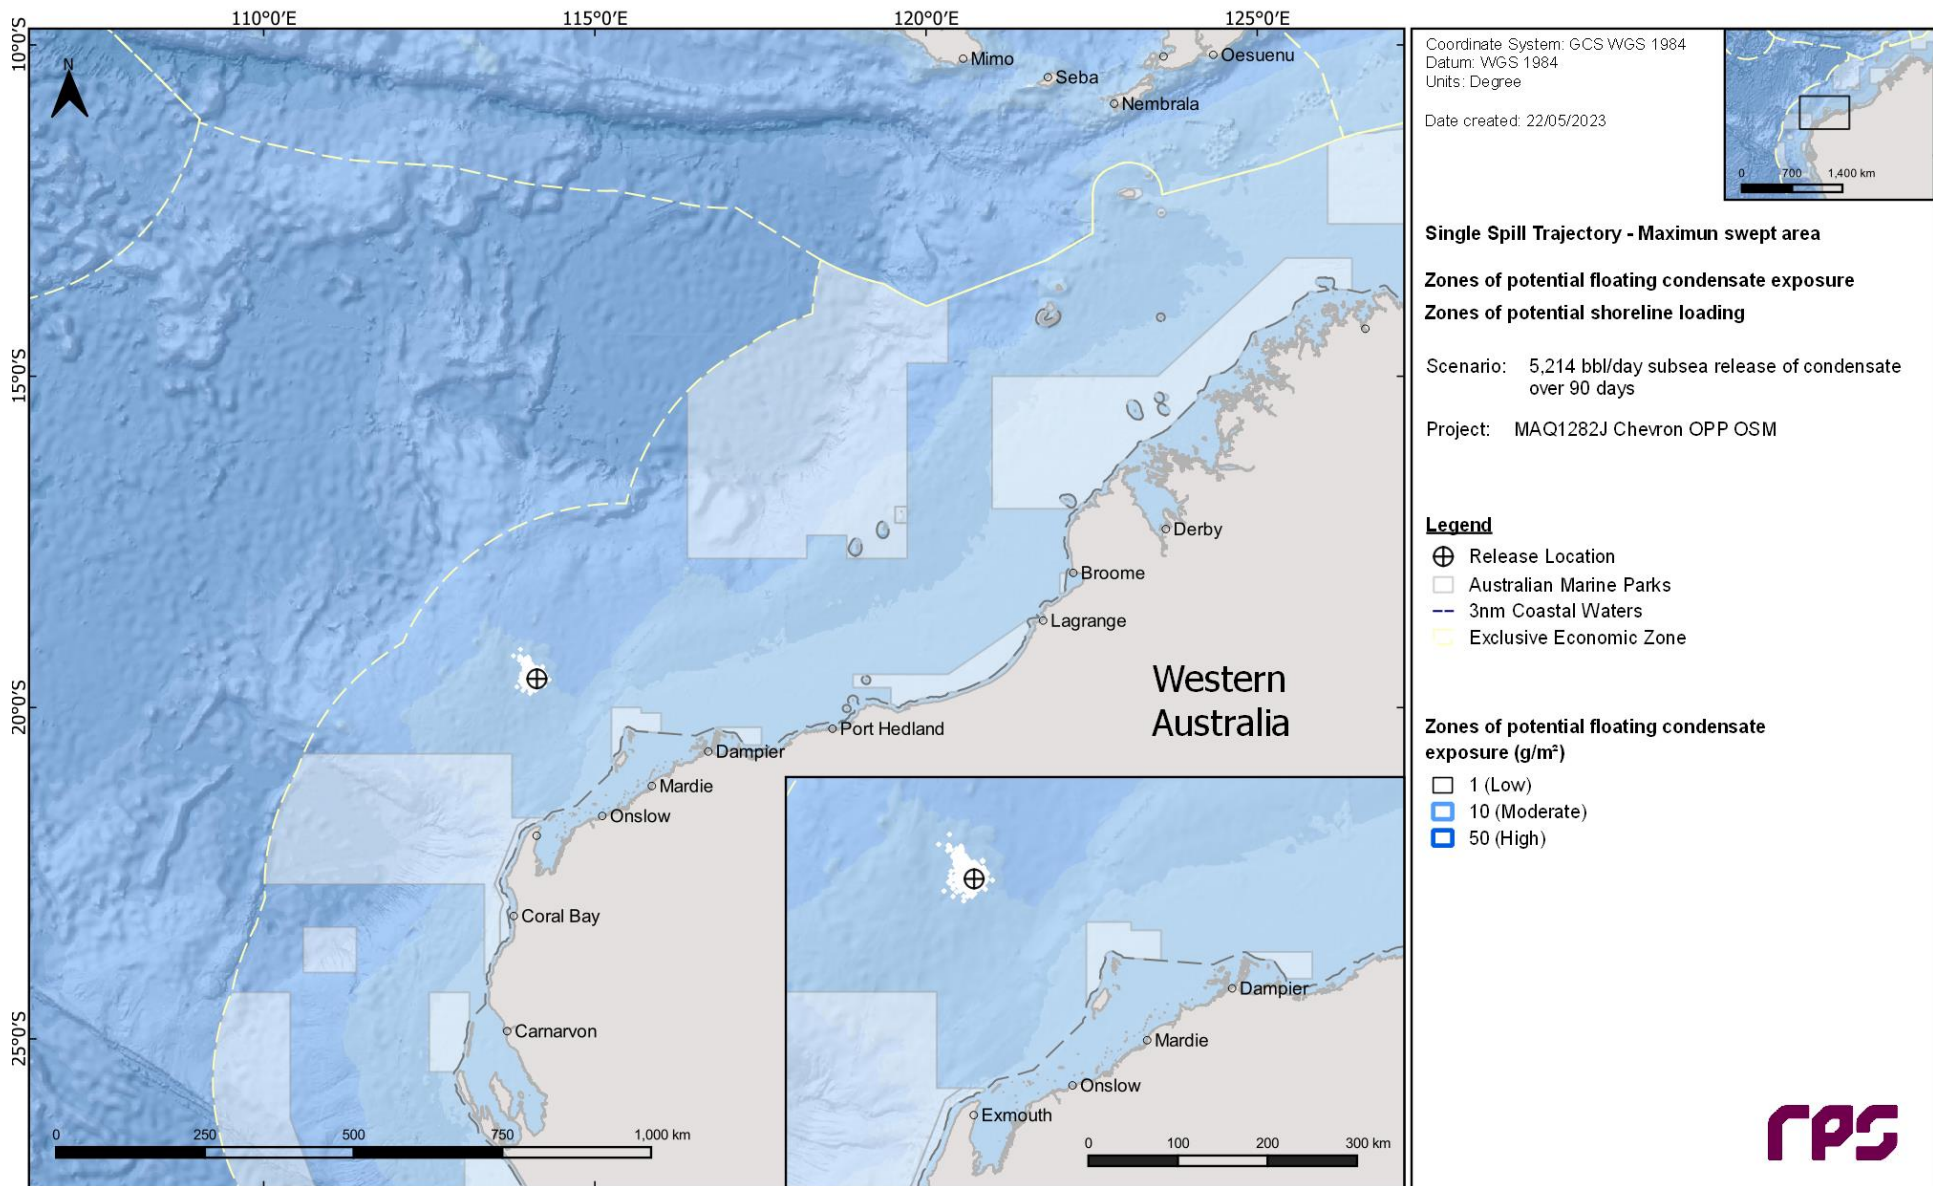 110°0'E
115°0'E
120°0'E
125°0'E
10°0'S
15°0'S
20°0'S
25°0'S
N
Mimo
Seba
Oesuenu
Nembrala
Derby
Broome
Lagrange
Western
Australia
Port Hedland
Dampier
Mardie
Onslow
Coral Bay
Carnarvon
0 250 500 750 1,000 km
Dampier
Mardie
Onslow
Exmouth
0 100 200 300 km
Coordinate System: GCS WGS 1984
Datum: WGS 1984
Units: Degree
Date created: 22/05/2023
0 700 1,400 km
Single Spill Trajectory - Maximun swept area
Zones of potential floating condensate exposure
Zones of potential shoreline loading
Scenario: 5,214 bbl/day subsea release of condensate
over 90 days
Project: MAQ1282J Chevron OPP OSM
Legend
Release Location
Australian Marine Parks
3nm Coastal Waters
Exclusive Economic Zone
Zones of potential floating condensate
exposure (g/m²)
1 (Low)
10 (Moderate)
50 (High)
rps